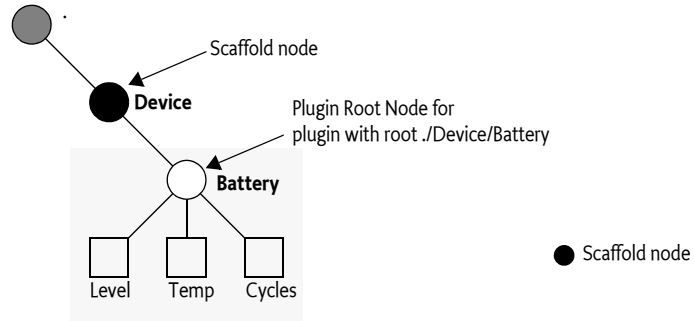 .
Scaffold node
Device
Plugin Root Node for
plugin with root ./Device/Battery
Battery
Scaffold node
Level Temp Cycles